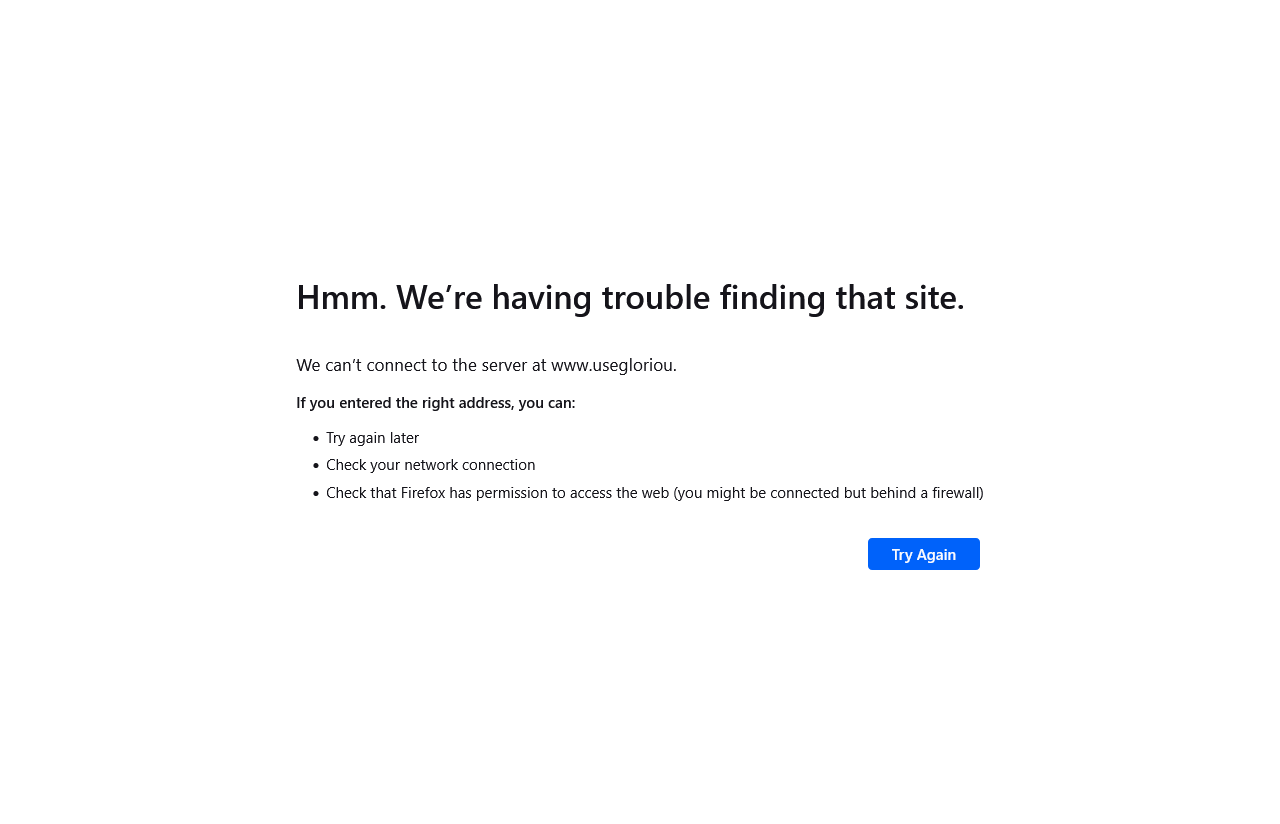 Hmm. We’re having trouble finding that site.
We can’t connect to the server at www.usegloriou.
If you entered the right address, you can:
• Try again later
• Check your network connection
• Check that Firefox has permission to access the web (you might be connected but behind a firewall)
Try Again